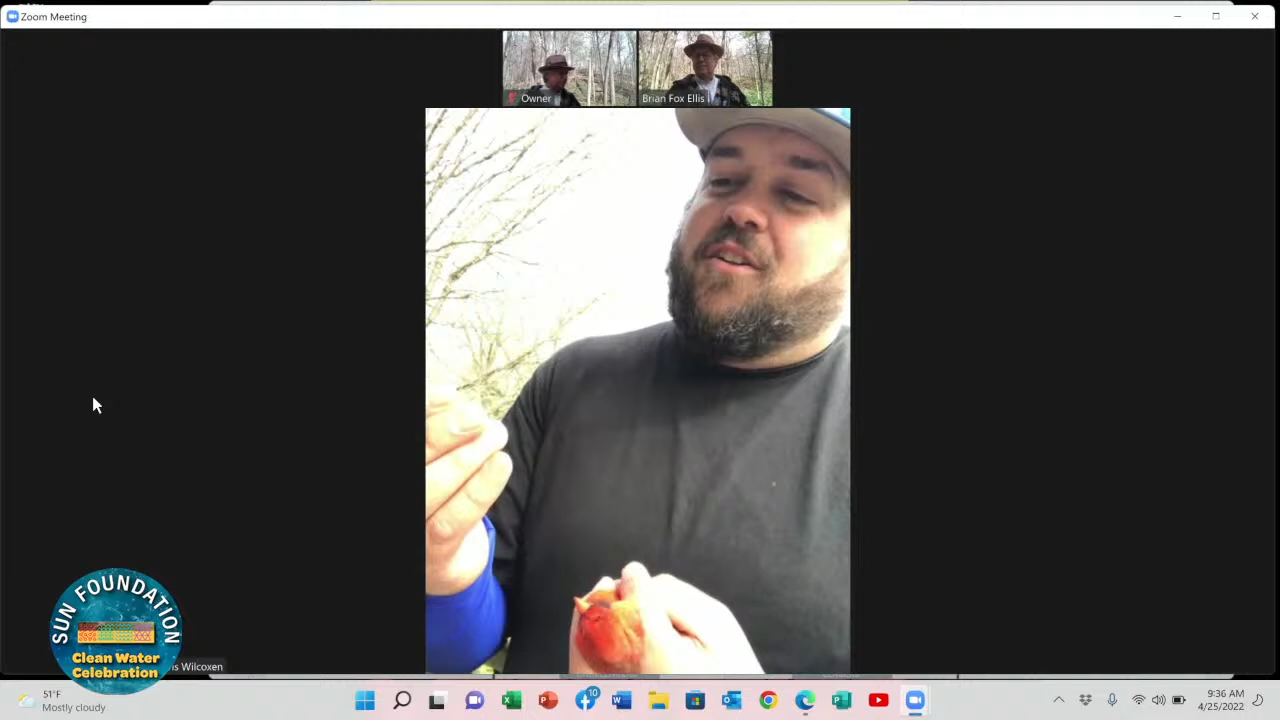 Zoom Meeting
Owner
Brian Fox Ellis
SUN FOUNDATION
Clean Water
Celebration
is Wilcoxen
51°F
Mostly cloudy
10
9:36 AM
4/25/2022